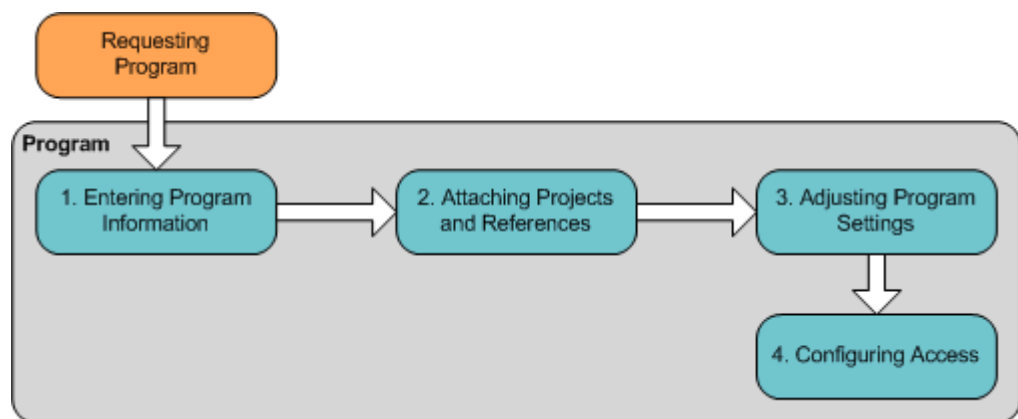 Requesting
Program
Program
1. Entering Program
Information
2. Attaching Projects
and References
3. Adjusting Program
Settings
4. Configuring Access